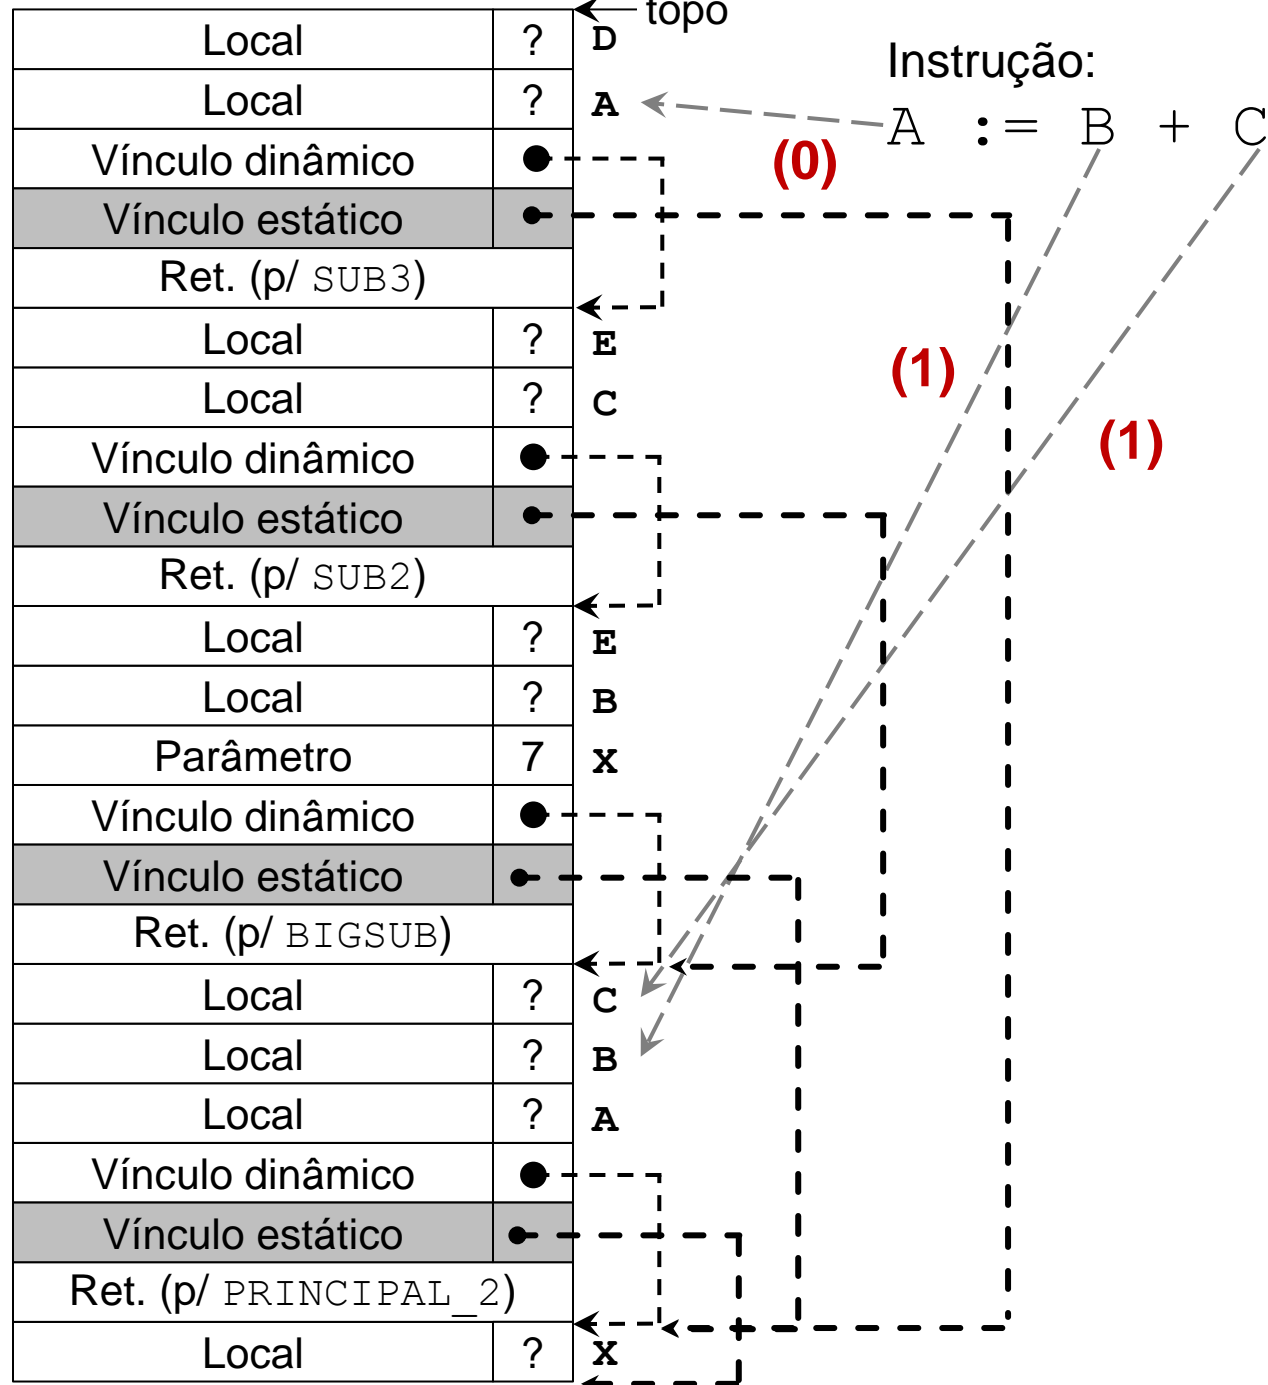 topo
Local ? D
Instrução:
Local ? A
A := B + C
(0)
Vínculo dinâmico
Vínculo estático
Ret. (p/ SUB3)
Local ? E
(1)
Local ? C
(1)
Vínculo dinâmico
Vínculo estático
Ret. (p/ SUB2)
Local ? E
Local ? B
Parâmetro 7 X
Vínculo dinâmico
Vínculo estático
Ret. (p/ BIGSUB)
Local ? C
Local ? B
Local ? A
Vínculo dinâmico
Vínculo estático
Ret. (p/ PRINCIPAL_2)
Local ? X